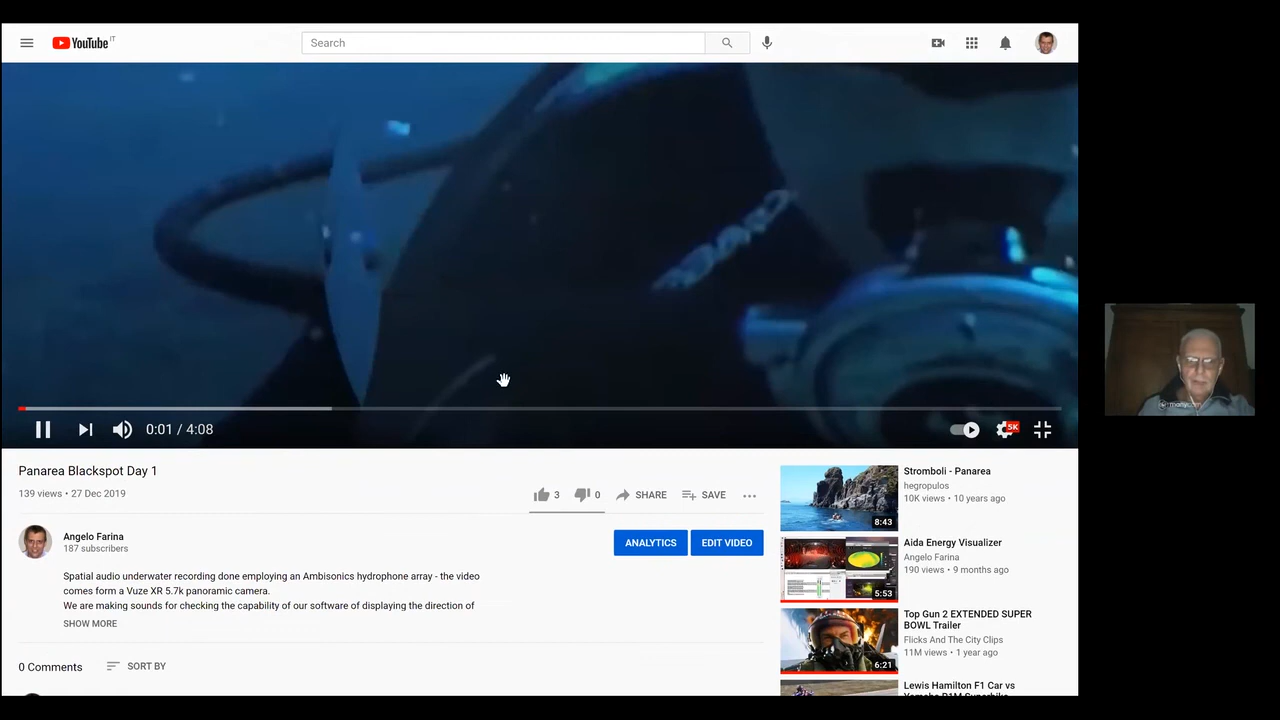 YouTube IT
Search
0:01 / 4:08
5K
Panarea Blackspot Day 1
139 views • 27 Dec 2019
3
0
SHARE
SAVE
Angelo Farina
187 subscribers
ANALYTICS
EDIT VIDEO
Spatial audio underwater recording done employing an Ambisonics hydrophone array - the video
comes form a Vuze XR 5.7k panoramic camera.
We are making sounds for checking the capability of our software of displaying the direction of
SHOW MORE
0 Comments
SORT BY
8:43
Stromboli - Panarea
hegropulos
10K views • 10 years ago
5:53
Aida Energy Visualizer
Angelo Farina
190 views • 9 months ago
6:21
Top Gun 2 EXTENDED SUPER
BOWL Trailer
Flicks And The City Clips
11M views • 1 year ago
Lewis Hamilton F1 Car vs